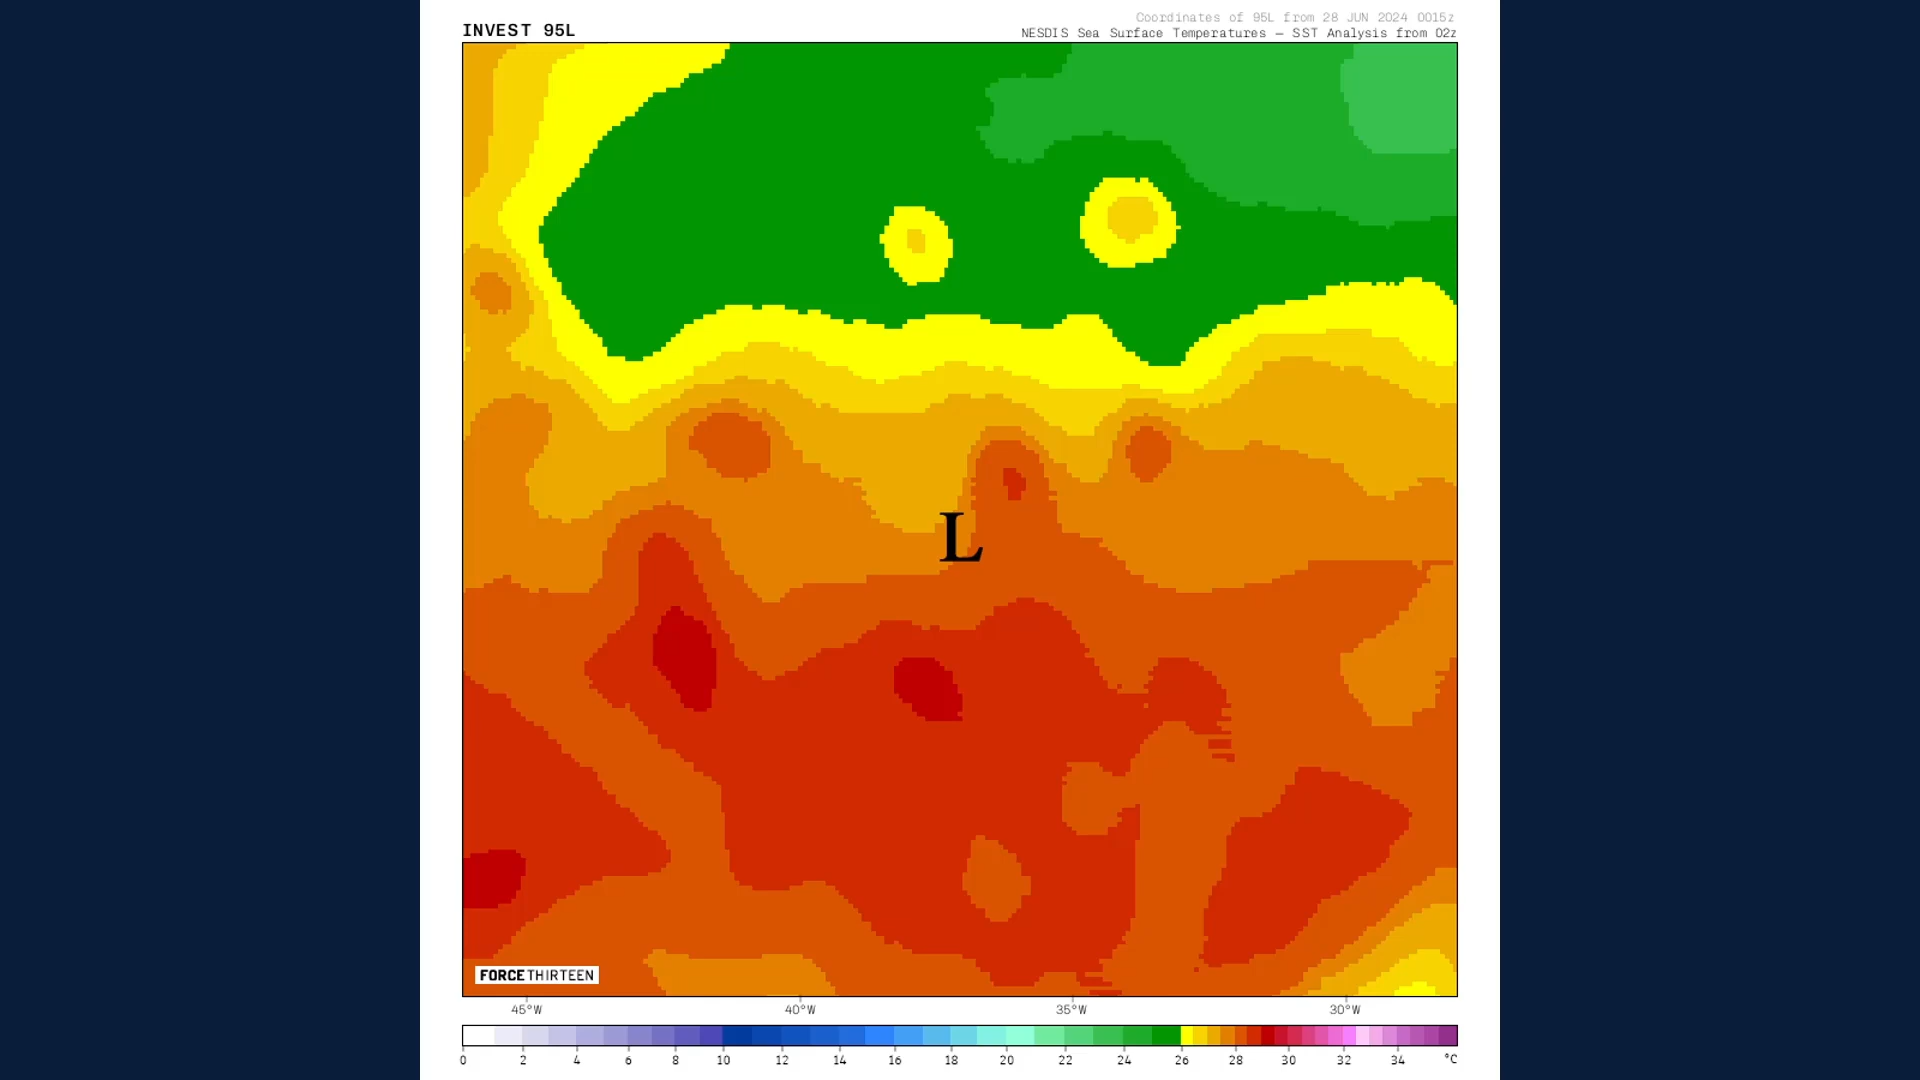 Coordinates of 95L from 28 JUN 2024 0015z
INVEST 95L
NESDIS Sea Surface Temperatures — SST Analysis from 02z
L
FORCETHIRTEEN
45°W 40°W 35°W 30°W
0 2 4 6 8 10 12 14 16 18 20 22 24 26 28 30 32 34 °C